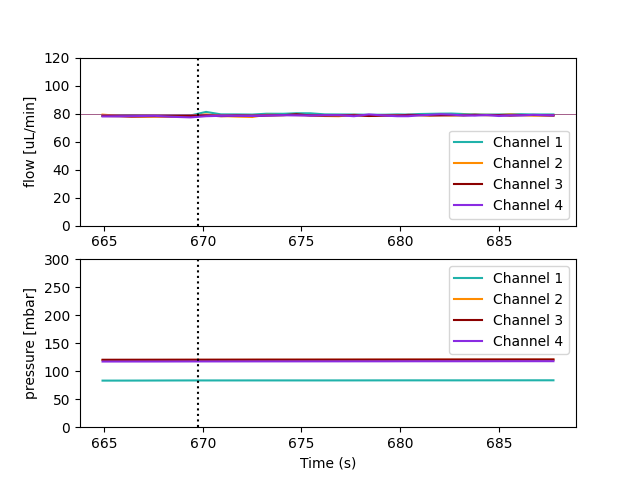 120
100
80
60
40
20
0
flow [uL/min]
Channel 1
Channel 2
Channel 3
Channel 4
665 670 675 680 685
300
250
200
150
100
50
0
pressure [mbar]
Channel 1
Channel 2
Channel 3
Channel 4
665 670 675 680 685
Time (s)